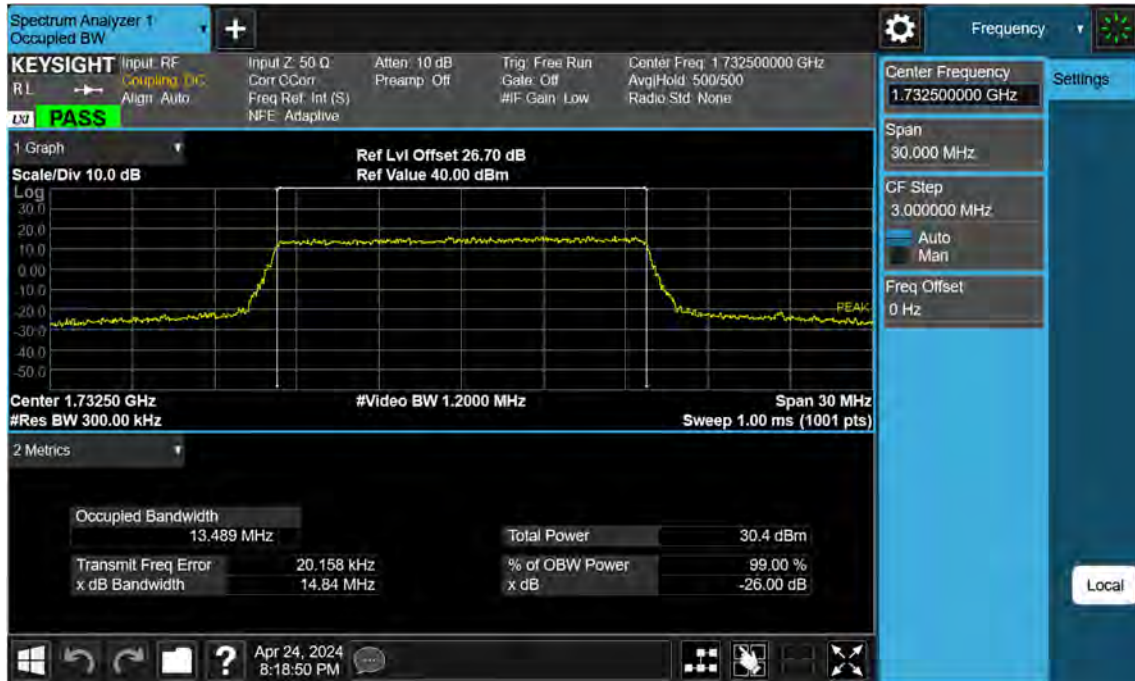 Spectrum Analyzer 1
Occupied BW
+
Frequency
KEYSIGHT
R L
LXI PASS
Input: RF
Coupling: DC
Align: Auto
Input Z: 50 Ω
Corr CCorr
Freq Ref: Int (S)
NFE: Adaptive
Atten: 10 dB
Preamp: Off
Trig: Free Run
Gate: Off
#IF Gain: Low
Center Freq: 1.732500000 GHz
Avg|Hold: 500/500
Radio Std: None
Center Frequency
1.732500000 GHz
Settings
Span
30.000 MHz
CF Step
3.000000 MHz
Auto
Man
Freq Offset
0 Hz
1 Graph
Scale/Div 10.0 dB
Ref Lvl Offset 26.70 dB
Ref Value 40.00 dBm
Log
30.0
20.0
10.0
0.00
-10.0
-20.0
-30.0
-40.0
-50.0
PEAK
Center 1.73250 GHz
#Video BW 1.2000 MHz
Span 30 MHz
#Res BW 300.00 kHz
Sweep 1.00 ms (1001 pts)
2 Metrics
Occupied Bandwidth
13.489 MHz
Total Power 30.4 dBm
Transmit Freq Error 20.158 kHz
% of OBW Power 99.00 %
x dB Bandwidth 14.84 MHz
x dB -26.00 dB
Local
?
Apr 24, 2024
8:18:50 PM